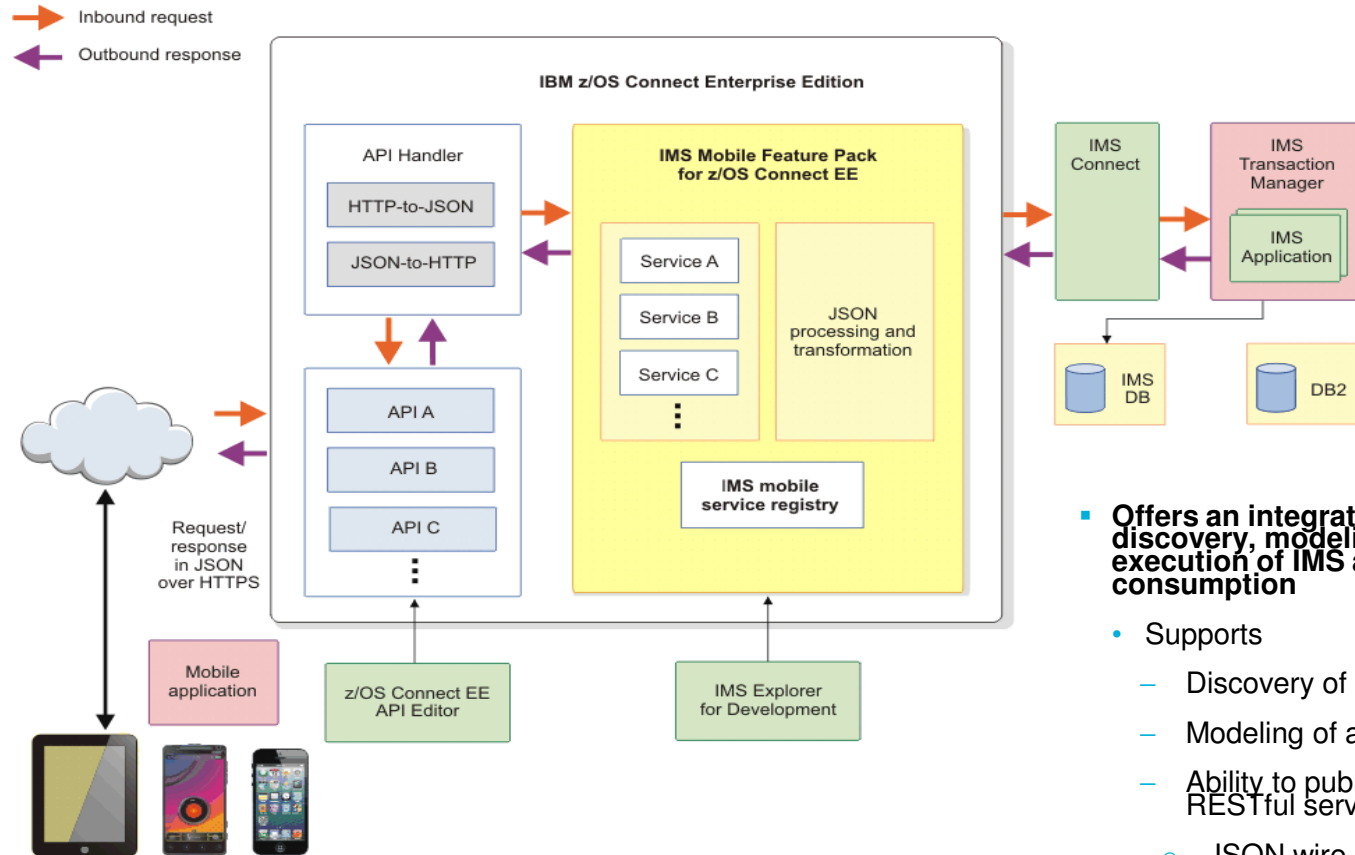 Inbound request
Outbound response
IBM z/OS Connect Enterprise Edition
API Handler
HTTP-to-JSON
JSON-to-HTTP
API A
API B
API C
IMS Mobile Feature Pack
for z/OS Connect EE
Service A
Service B
Service C
JSON
processing and
transformation
IMS mobile
service registry
IMS
Connect
IMS
Transaction
Manager
IMS
Application
IMS
DB
DB2
Request/
response
in JSON
over HTTPS
Mobile
application
z/OS Connect EE
API Editor
IMS Explorer
for Development
▪ Offers an
discovery,
execution of IMS
consumption
• Supports
– Discovery of
– Modeling of
– Ability to
RESTful
○ JSON wire